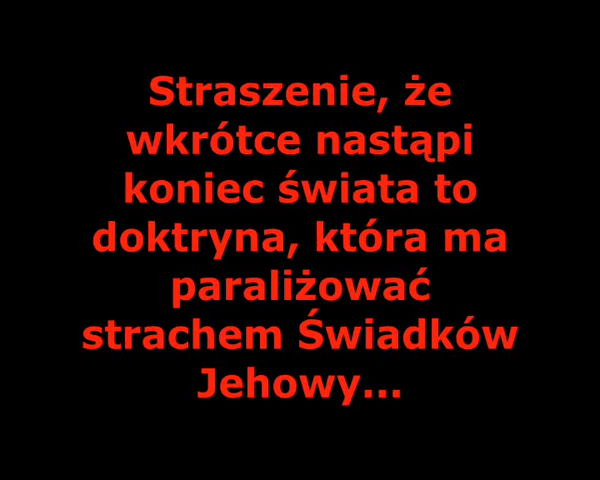 Straszenie, że
wkrótce nastąpi
koniec świata to
doktryna, która ma
paraliżować
strachem Świadków
Jehowy...